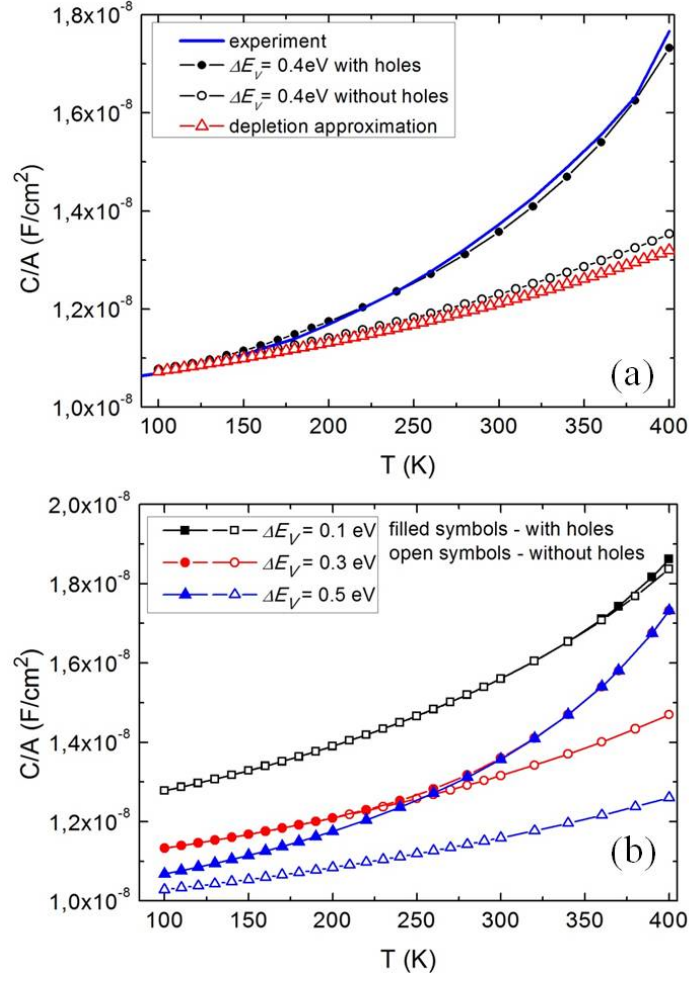 1,8x10⁻⁸
1,6x10⁻⁸
1,4x10⁻⁸
1,2x10⁻⁸
1,0x10⁻⁸
C/A (F/cm²)
experiment
ΔE_V = 0.4eV with holes
ΔE_V = 0.4eV without holes
depletion approximation
(a)
100 150 200 250 300 350 400
T (K)
2,0x10⁻⁸
1,8x10⁻⁸
1,6x10⁻⁸
1,4x10⁻⁸
1,2x10⁻⁸
1,0x10⁻⁸
C/A (F/cm²)
ΔE_V = 0.1 eV
ΔE_V = 0.3 eV
ΔE_V = 0.5 eV
filled symbols - with holes
open symbols - without holes
(b)
100 150 200 250 300 350 400
T (K)